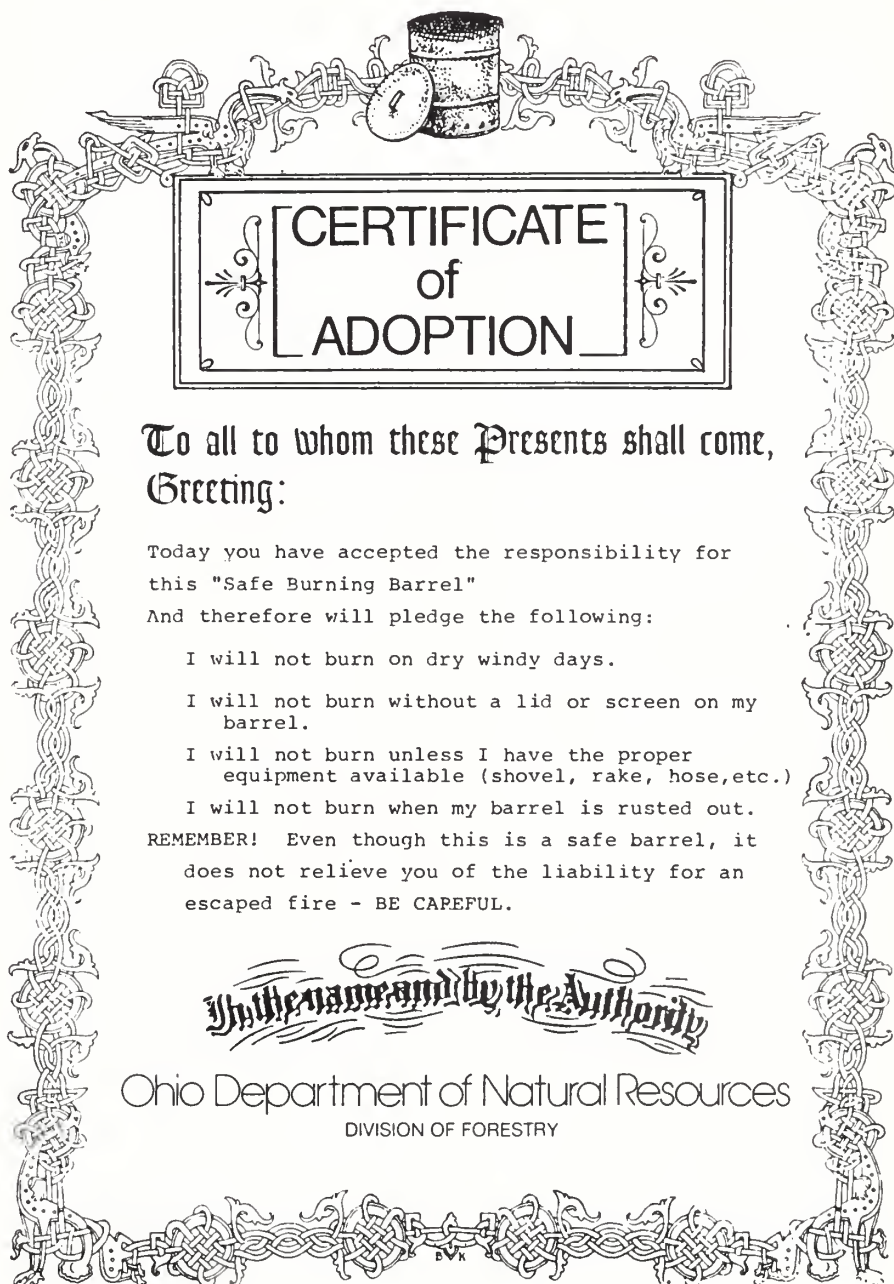 CERTIFICATE
of
ADOPTION
To all to whom these Presents shall come,
Greeting:
Today you have accepted the responsibility for
this "Safe Burning Barrel"
And therefore will pledge the following:
I will not burn on dry windy days.
I will not burn without a lid or screen on my
barrel.
I will not burn unless I have the proper
equipment available (shovel, rake, hose,etc.)
I will not burn when my barrel is rusted out.
REMEMBER! Even though this is a safe barrel, it
does not relieve you of the liability for an
escaped fire - BE CAREFUL.
In the name and by the Authority
Ohio Department of Natural Resources
DIVISION OF FORESTRY
B V K